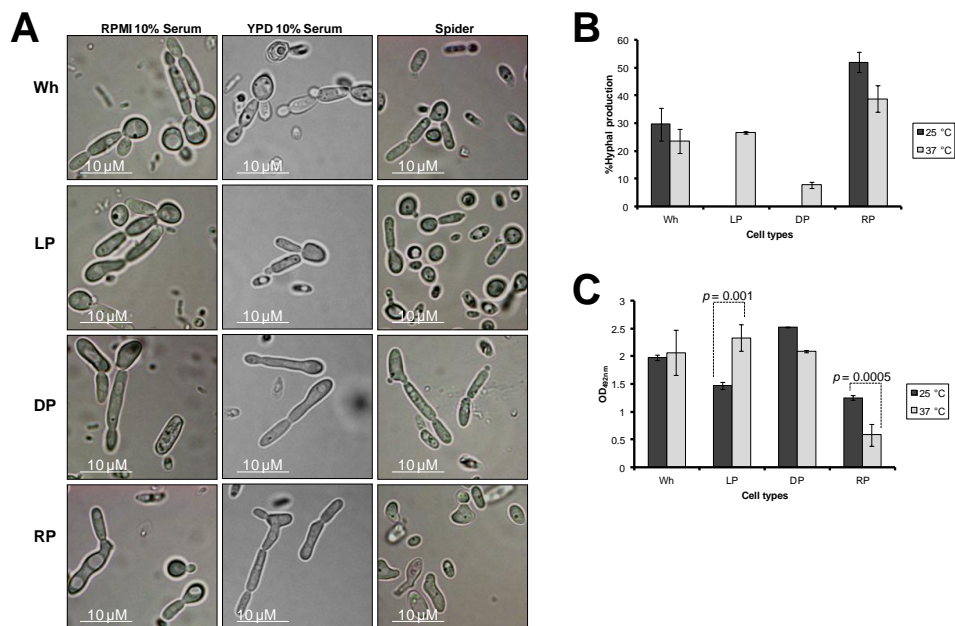 A
RPMI 10% Serum
YPD 10% Serum
Spider
Wh
10 µM
10 µM
10 µM
LP
10 µM
10 µM
10 µM
DP
10 µM
10 µM
10 µM
RP
10 µM
10 µM
10 µM
B
60
50
40
30
20
10
0
%Hyphal production
Wh
LP
DP
RP
Cell types
25 °C
37 °C
C
3
2.5
2
1.5
1
0.5
0
OD492nm
p = 0.001
p = 0.0005
Wh
LP
DP
RP
Cell types
25 °C
37 °C